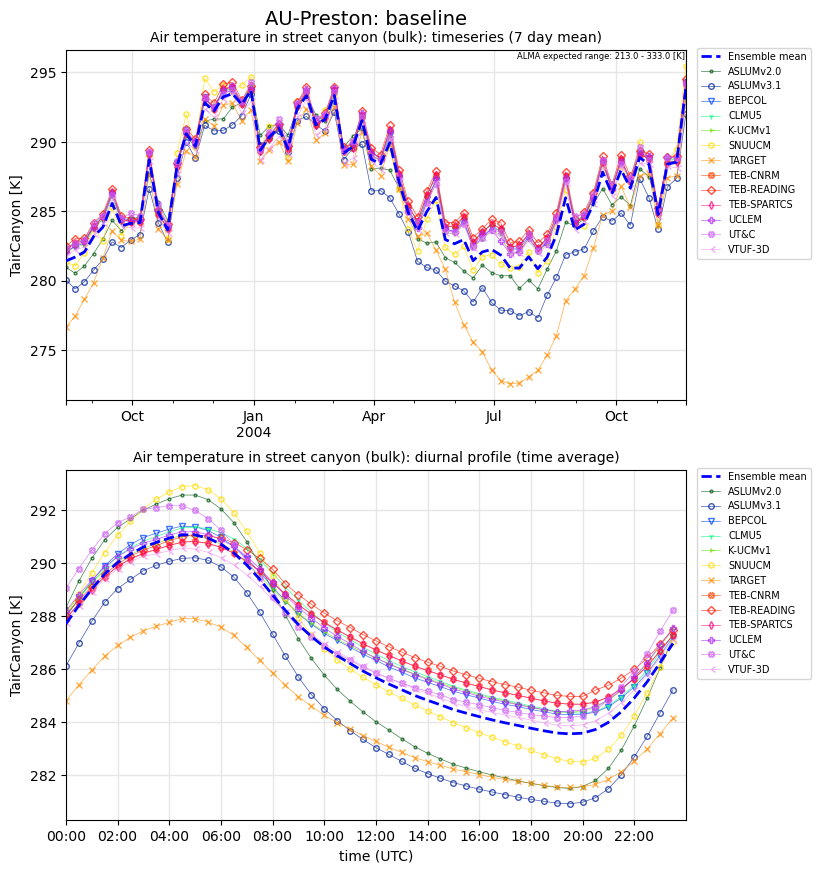 AU-Preston: baseline
Air temperature in street canyon (bulk): timeseries (7 day mean)
ALMA expected range: 213.0 - 333.0 [K]
TairCanyon [K]
295
290
285
280
275
Oct
Jan
2004
Apr
Jul
Oct
Ensemble mean
ASLUMv2.0
ASLUMv3.1
BEPCOL
CLMU5
K-UCMv1
SNUUCM
TARGET
TEB-CNRM
TEB-READING
TEB-SPARTCS
UCLEM
UT&C
VTUF-3D
Air temperature in street canyon (bulk): diurnal profile (time average)
TairCanyon [K]
292
290
288
286
284
282
00:00
02:00
04:00
06:00
08:00
10:00
12:00
14:00
16:00
18:00
20:00
22:00
time (UTC)
Ensemble mean
ASLUMv2.0
ASLUMv3.1
BEPCOL
CLMU5
K-UCMv1
SNUUCM
TARGET
TEB-CNRM
TEB-READING
TEB-SPARTCS
UCLEM
UT&C
VTUF-3D